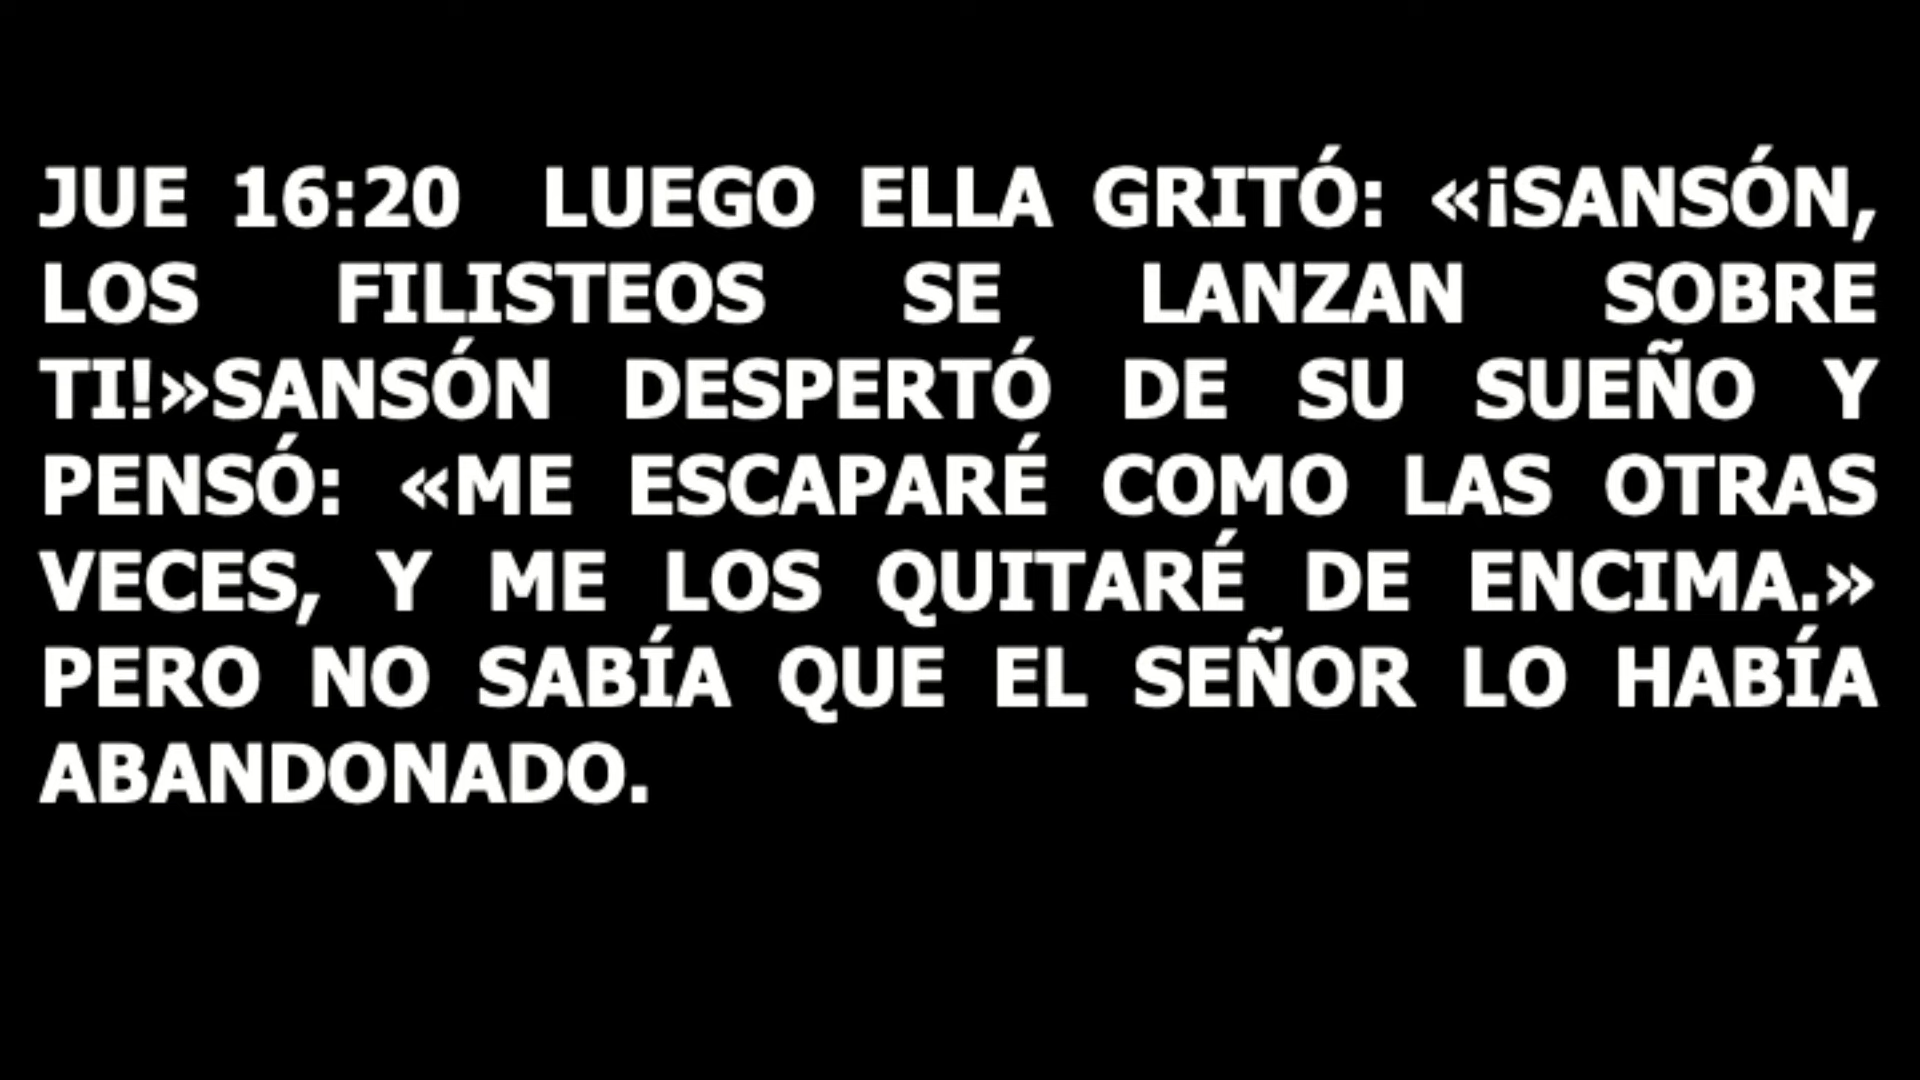 JUE 16:20 LUEGO ELLA GRITÓ: «¡SANSÓN,
LOS FILISTEOS SE LANZAN SOBRE
TI!»SANSÓN DESPERTÓ DE SU SUEÑO Y
PENSÓ: «ME ESCAPARÉ COMO LAS OTRAS
VECES, Y ME LOS QUITARÉ DE ENCIMA.»
PERO NO SABÍA QUE EL SEÑOR LO HABÍA
ABANDONADO.